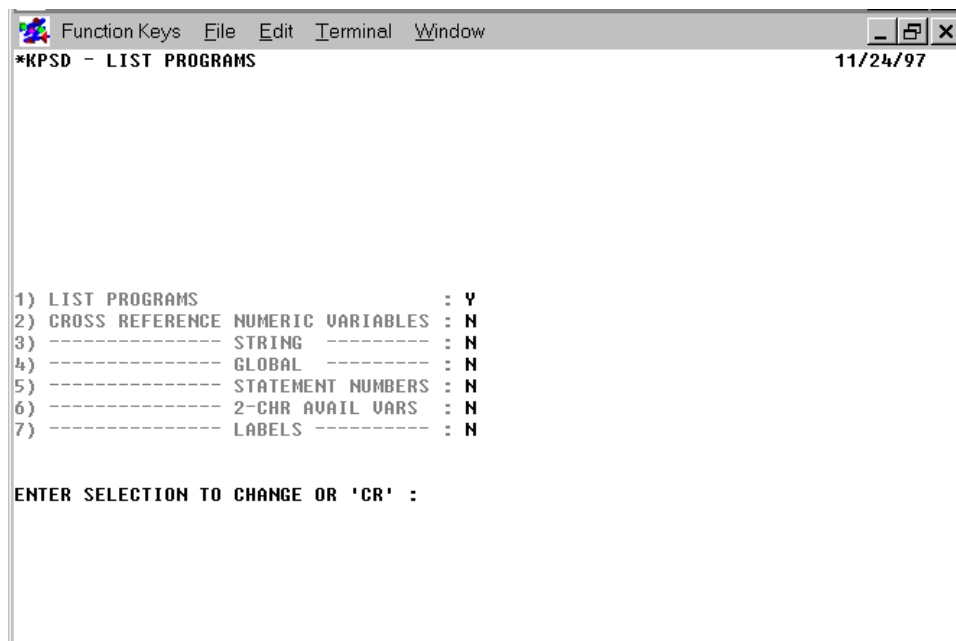 Function Keys File Edit Terminal Window
*KPSD - LIST PROGRAMS 11/24/97
1) LIST PROGRAMS : Y
2) CROSS REFERENCE NUMERIC VARIABLES : N
3) --------------- STRING --------- : N
4) --------------- GLOBAL --------- : N
5) --------------- STATEMENT NUMBERS : N
6) --------------- 2-CHR AVAIL VARS : N
7) --------------- LABELS ---------- : N
ENTER SELECTION TO CHANGE OR 'CR' :